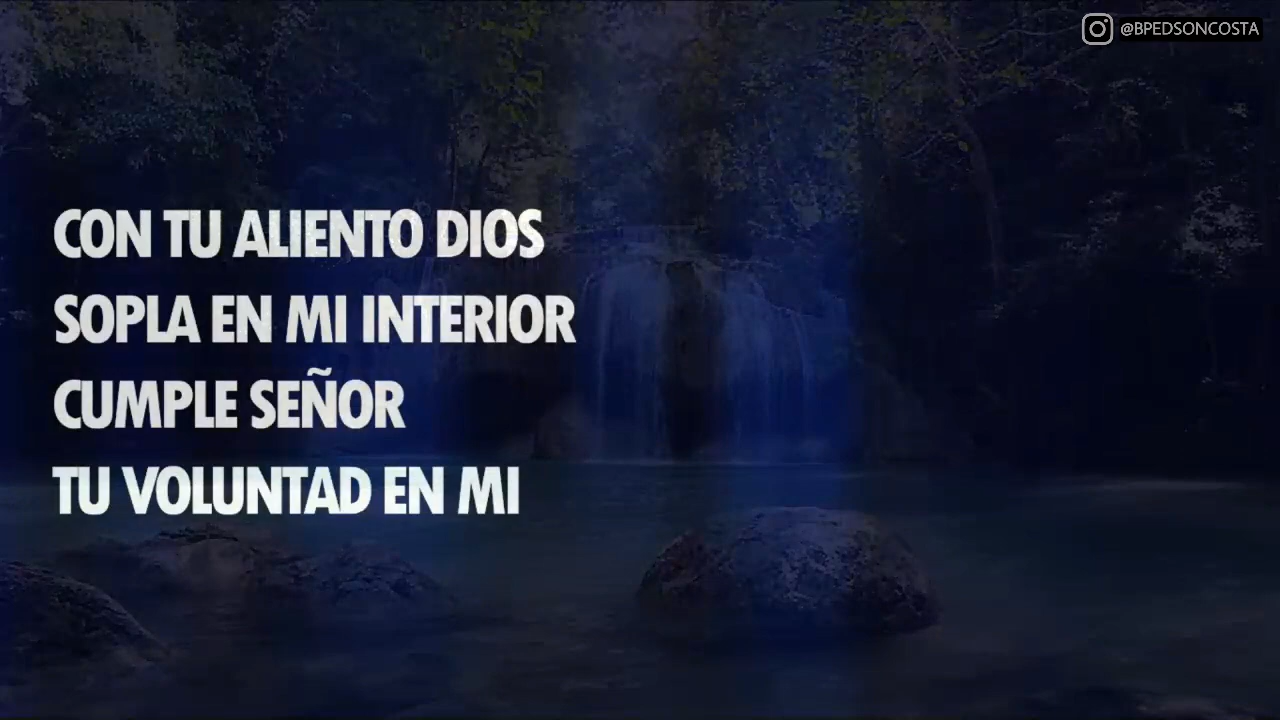 @BPEDSONCOSTA
CON TU ALIENTO DIOS
SOPLA EN MI INTERIOR
CUMPLE SEÑOR
TU VOLUNTAD EN MI